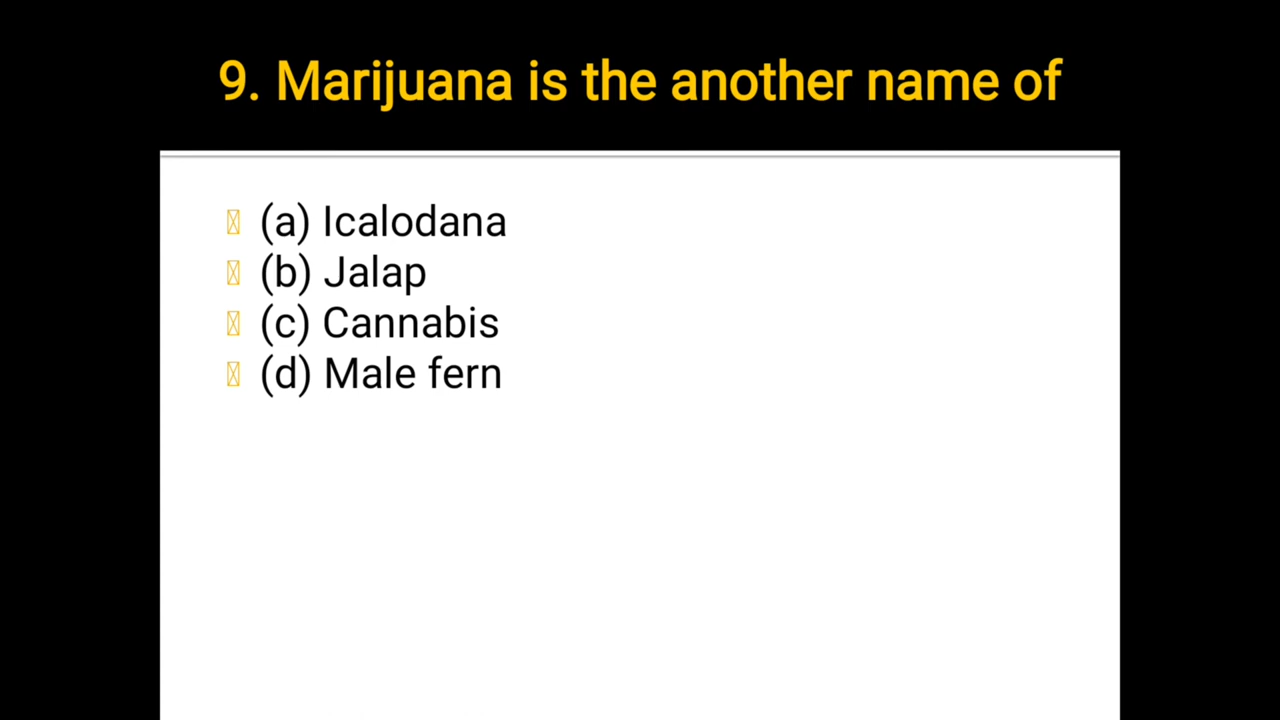 9. Marijuana is the another name of
(a) Icalodana
(b) Jalap
(c) Cannabis
(d) Male fern